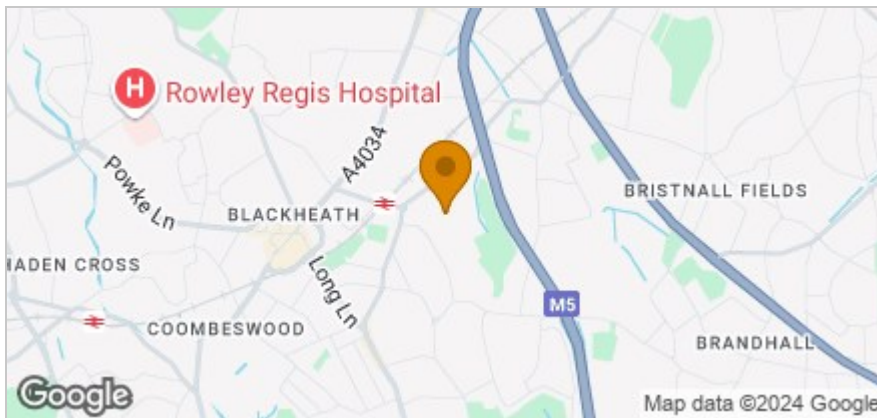 H
Rowley Regis Hospital
A4034
Powke Ln
BLACKHEATH
BRISTNALL FIELDS
HADEN CROSS
Long Ln
COOMBESWOOD
M5
BRANDHALL
Google
Map data ©2024 Google